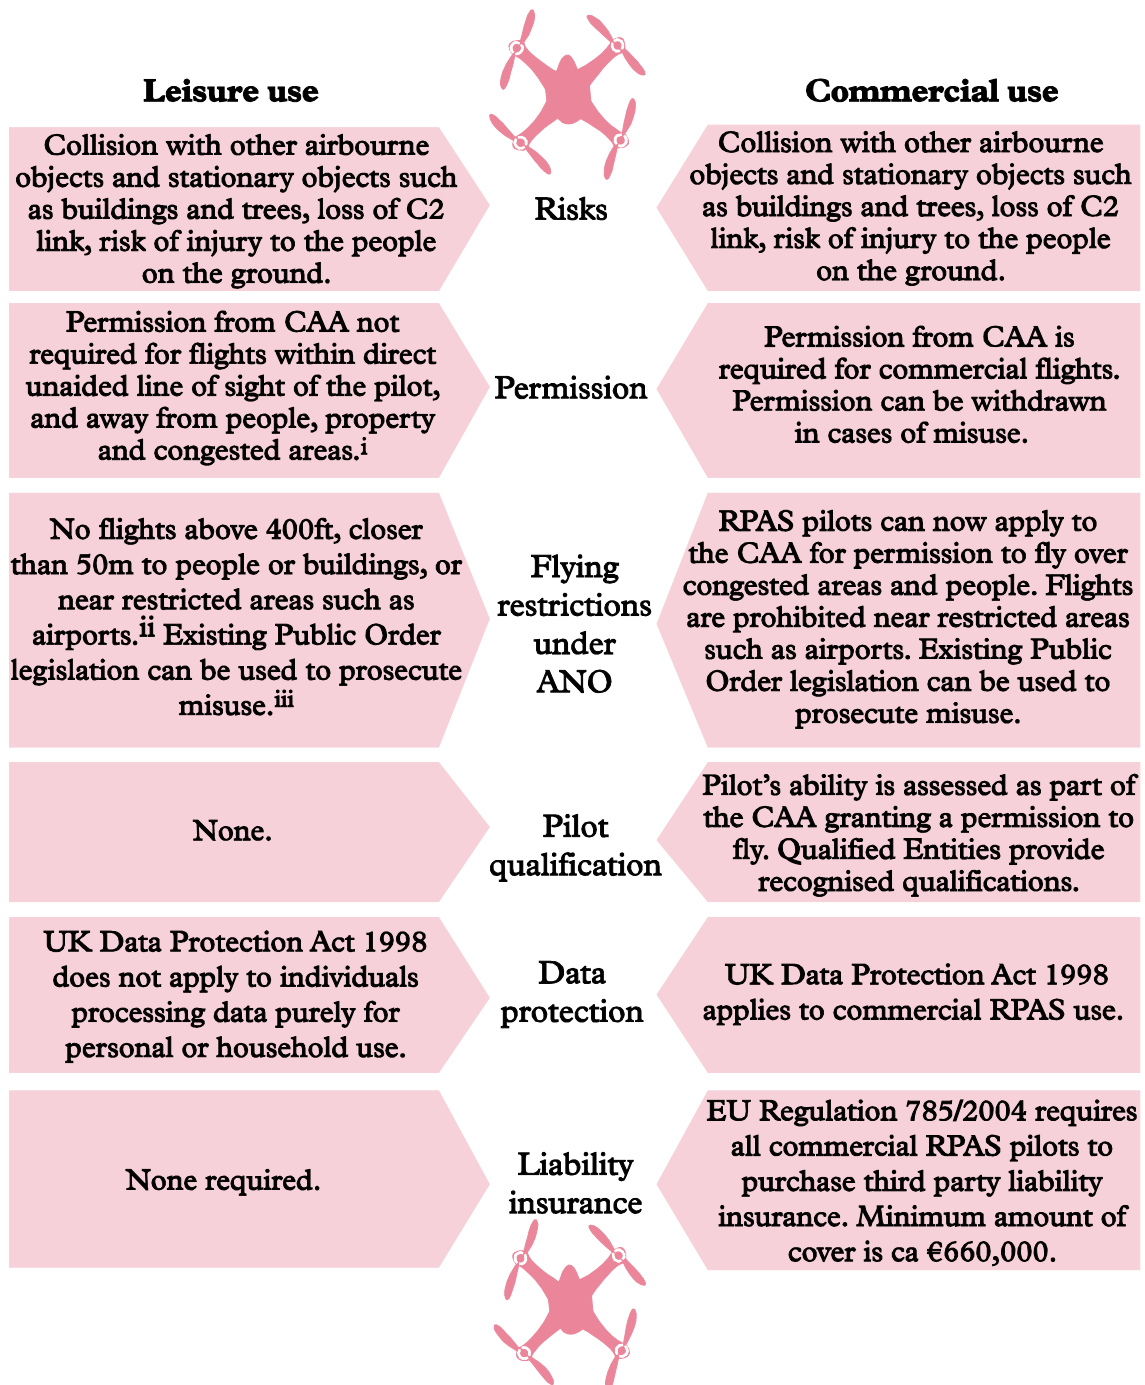 Leisure use
Commercial use
Collision with other airbourne
objects and stationary objects such
as buildings and trees, loss of C2
link, risk of injury to the people
on the ground.
Risks
Collision with other airbourne
objects and stationary objects such
as buildings and trees, loss of C2
link, risk of injury to the people
on the ground.
Permission from CAA not
required for flights within direct
unaided line of sight of the pilot,
and away from people, property
and congested areas.i
Permission
Permission from CAA is
required for commercial flights.
Permission can be withdrawn
in cases of misuse.
No flights above 400ft, closer
than 50m to people or buildings, or
near restricted areas such as
airports.ii Existing Public Order
legislation can be used to prosecute
misuse.iii
Flying
restrictions
under
ANO
RPAS pilots can now apply to
the CAA for permission to fly over
congested areas and people. Flights
are prohibited near restricted areas
such as airports. Existing Public
Order legislation can be used to
prosecute misuse.
None.
Pilot
qualification
Pilot’s ability is assessed as part of
the CAA granting a permission to
fly. Qualified Entities provide
recognised qualifications.
UK Data Protection Act 1998
does not apply to individuals
processing data purely for
personal or household use.
Data
protection
UK Data Protection Act 1998
applies to commercial RPAS use.
None required.
Liability
insurance
EU Regulation 785/2004 requires
all commercial RPAS pilots to
purchase third party liability
insurance. Minimum amount of
cover is ca €660,000.